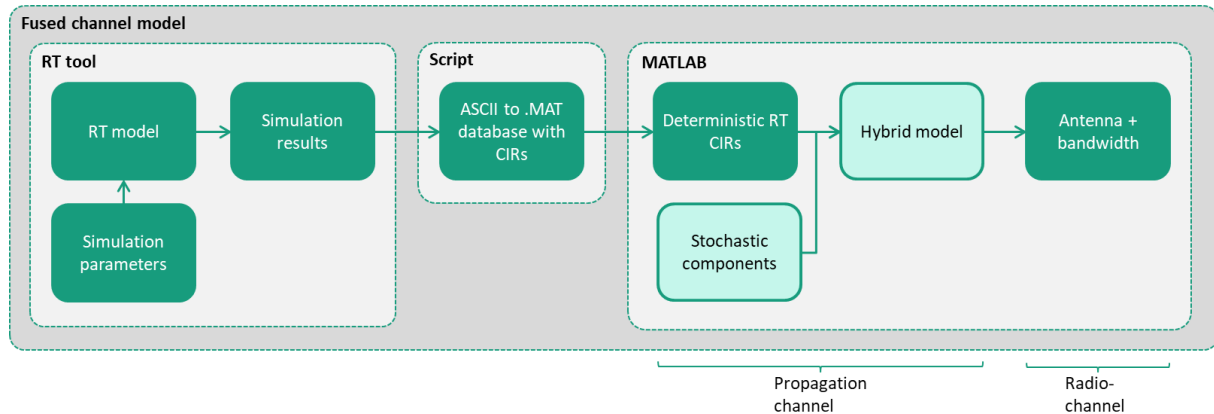 Fused channel model
RT tool
RT model
Simulation
results
Simulation
parameters
Script
ASCII to .MAT
database with
CIRs
MATLAB
Deterministic RT
CIRs
Hybrid model
Antenna +
bandwidth
Stochastic
components
Propagation
channel
Radio-
channel